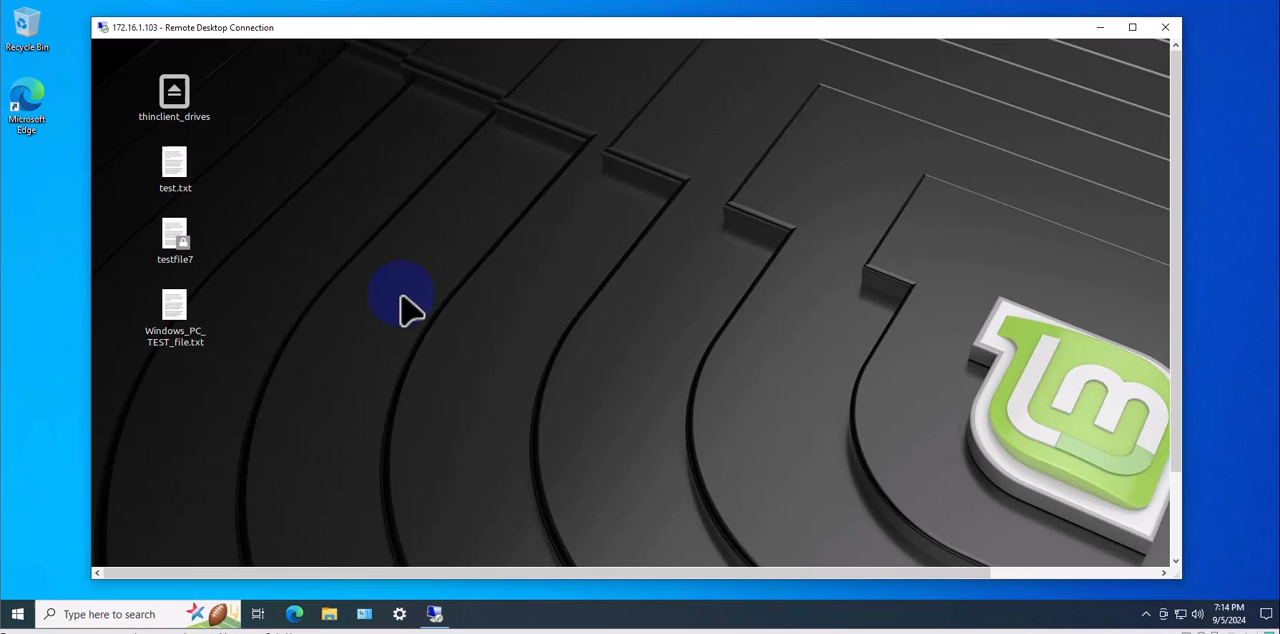 172.16.1.103 - Remote Desktop Connection
Recycle Bin
Microsoft
Edge
thinclient_drives
test.txt
testfile7
Windows_PC_
TEST_file.txt
lm
Type here to search
7:14 PM
9/5/2024